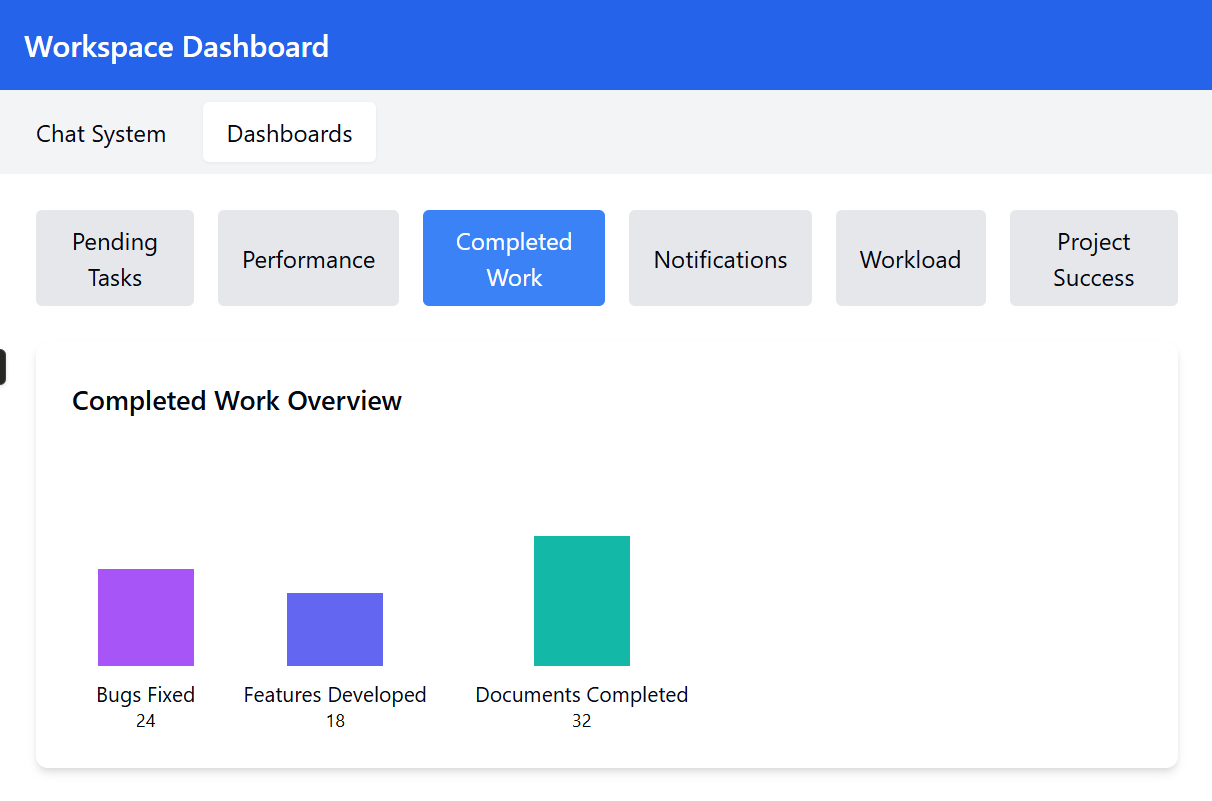 Workspace Dashboard
Chat System
Dashboards
Pending
Tasks
Performance
Completed
Work
Notifications
Workload
Project
Success
Completed Work Overview
Bugs Fixed
24
Features Developed
18
Documents Completed
32